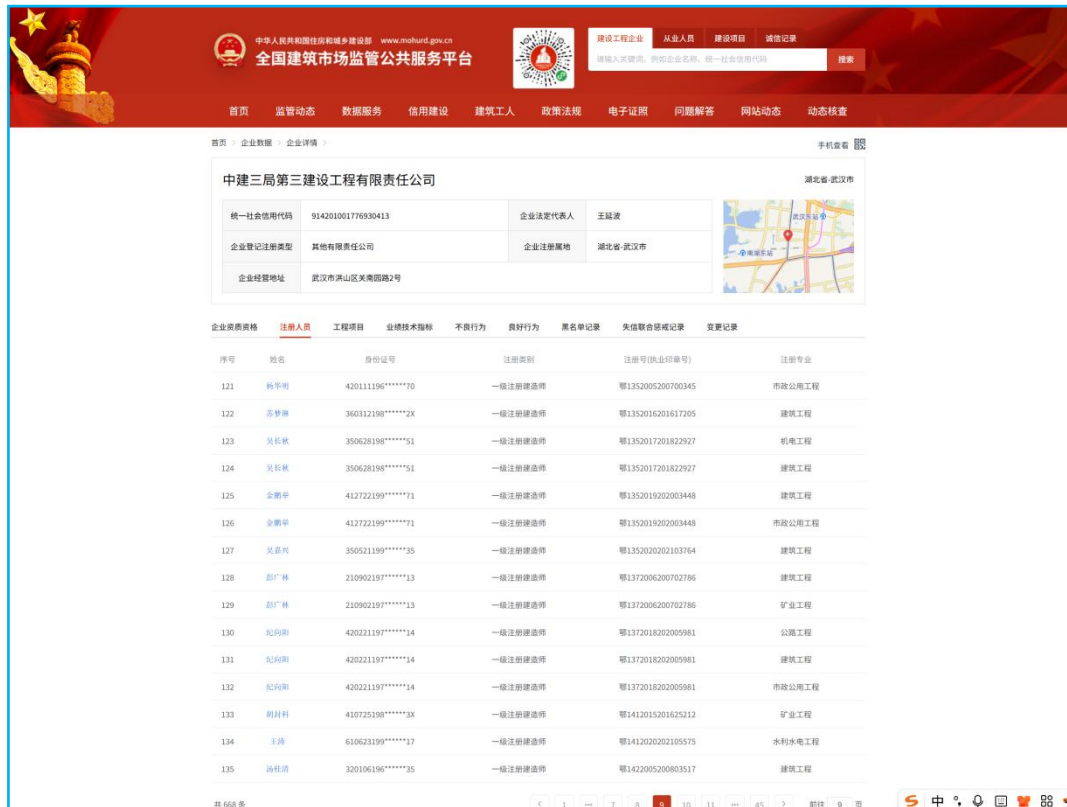 中华人民共和国住房和城乡建设部 www.mohurd.gov.cn
全国建筑市场监管公共服务平台
建设工程企业 从业人员 建设项目 诚信记录
请输入关键词，例如企业名称、统一社会信用代码 搜索
首页 监管动态 数据服务 信用建设 建筑工人 政策法规 电子证照 问题解答 网站动态 动态核查
首页 > 企业数据 > 企业详情 > 手机查看
中建三局第三建设工程有限责任公司 湖北省-武汉市
统一社会信用代码 914201001776930413 企业法定代表人 王延波
企业登记注册类型 其他有限责任公司 企业注册属地 湖北省-武汉市
企业经营地址 武汉市洪山区关南园路2号
武汉东站
南湖东站
企业资质资格 注册人员 工程项目 业绩技术指标 不良行为 良好行为 黑名单记录 失信联合惩戒记录 变更记录
序号 姓名 身份证号 注册类别 注册号(执业印章号) 注册专业
121 杨华明 420111196******70 一级注册建造师 鄂1352005200700345 市政公用工程
122 苏梦琳 360312198******2X 一级注册建造师 鄂1352016201617205 建筑工程
123 吴长枝 350628198******51 一级注册建造师 鄂1352017201822927 机电工程
124 吴长枝 350628198******51 一级注册建造师 鄂1352017201822927 建筑工程
125 金鹏举 412722199******71 一级注册建造师 鄂1352019202003448 建筑工程
126 金鹏举 412722199******71 一级注册建造师 鄂1352019202003448 市政公用工程
127 吴嘉兴 350521199******35 一级注册建造师 鄂1352020202103764 建筑工程
128 彭广林 210902197******13 一级注册建造师 鄂1372006200702786 建筑工程
129 彭广林 210902197******13 一级注册建造师 鄂1372006200702786 矿业工程
130 纪向阳 420221197******14 一级注册建造师 鄂1372018202005981 公路工程
131 纪向阳 420221197******14 一级注册建造师 鄂1372018202005981 建筑工程
132 纪向阳 420221197******14 一级注册建造师 鄂1372018202005981 市政公用工程
133 胡封科 410725198******3X 一级注册建造师 鄂1412015201625212 矿业工程
134 610623199******17 一级注册建造师 鄂1412020202105575 水利水电工程
135 汤桂清 320106196******35 一级注册建造师 鄂1422005200803517 建筑工程
共 668 条 < 1 ••• 7 8 9 10 11 ••• 45 > 前往 9 页
中